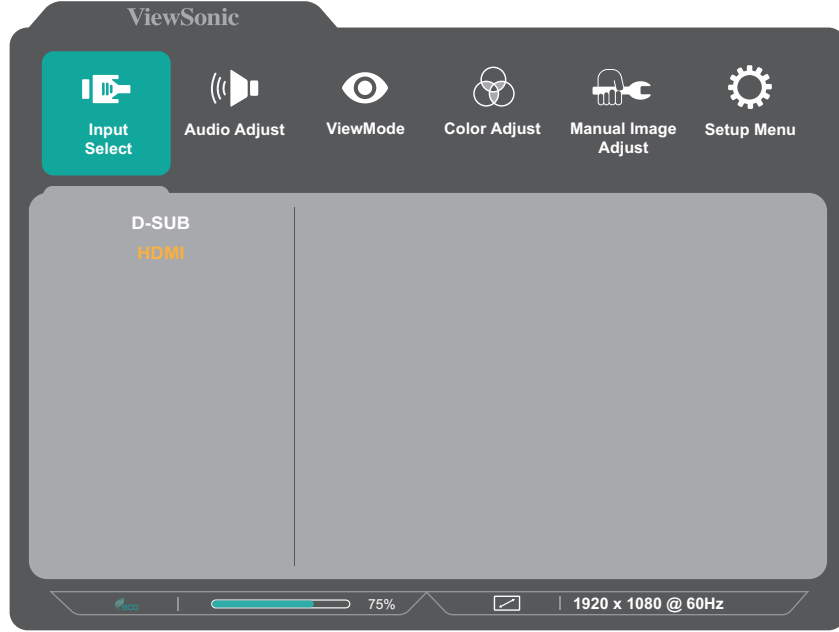 ViewSonic
Input
Select
Audio Adjust
ViewMode
Color Adjust
Manual Image
Adjust
Setup Menu
D-SUB
HDMI
eco
75%
1920 x 1080 @ 60Hz